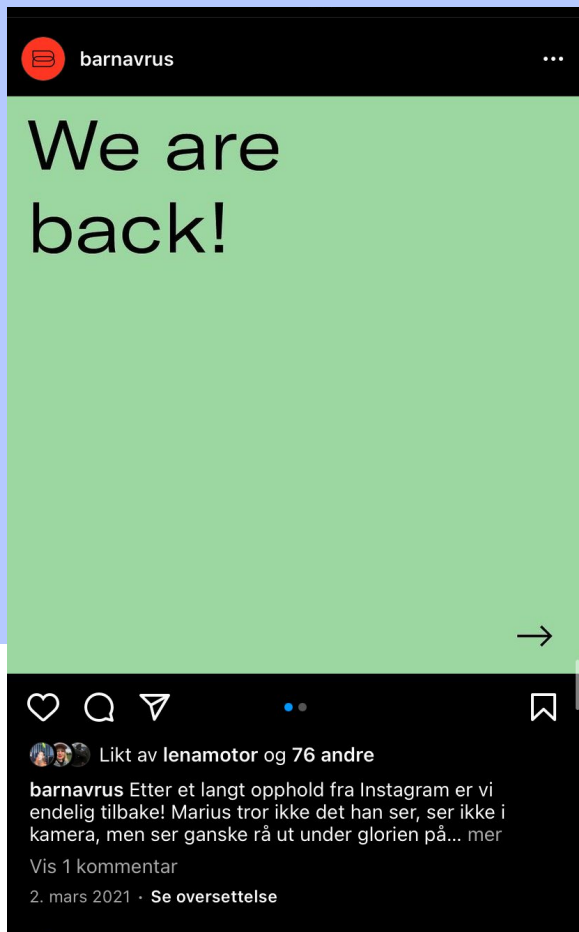 barnavrus
We are
back!
Likt av lenamotor og 76 andre
barnavrus Etter et langt opphold fra Instagram er vi
endelig tilbake! Marius tror ikke det han ser, ser ikke i
kamera, men ser ganske rå ut under glorien på... mer
Vis 1 kommentar
2. mars 2021 · Se oversettelse